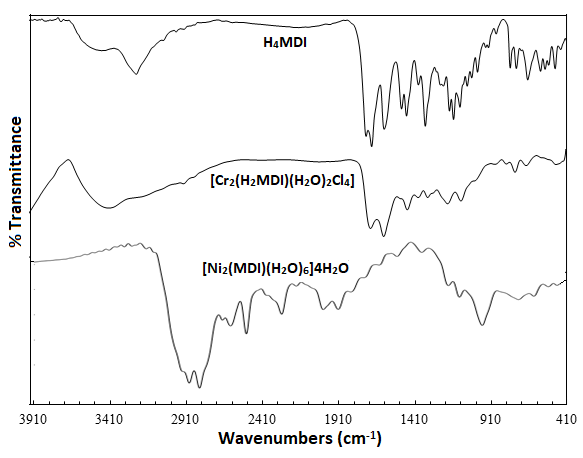 H4MDI
[Cr2(H2MDI)(H2O)2Cl4]
[Ni2(MDI)(H2O)6]4H2O
% Transmittance
3910 3410 2910 2410 1910 1410 910 410
Wavenumbers (cm-1)